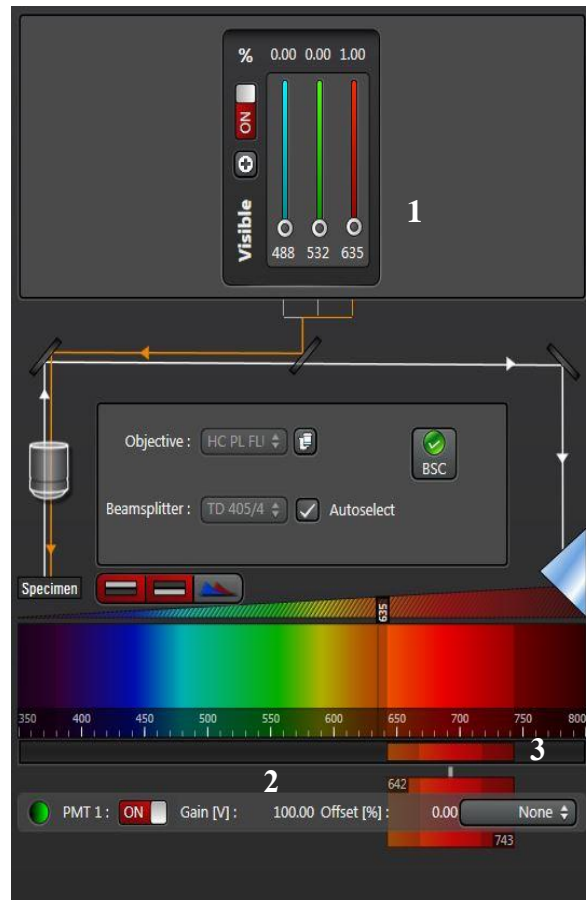 % 0.00 0.00 1.00
ON
Visible
488 532 635
1
Objective : HC PL FLU
BSC
Beamsplitter : TD 405/4 Autoselect
Specimen
635
350 400 450 500 550 600 650 700 750 800
3
2
642
PMT 1 : ON Gain [V] : 100.00 Offset [%] : 0.00 None
743